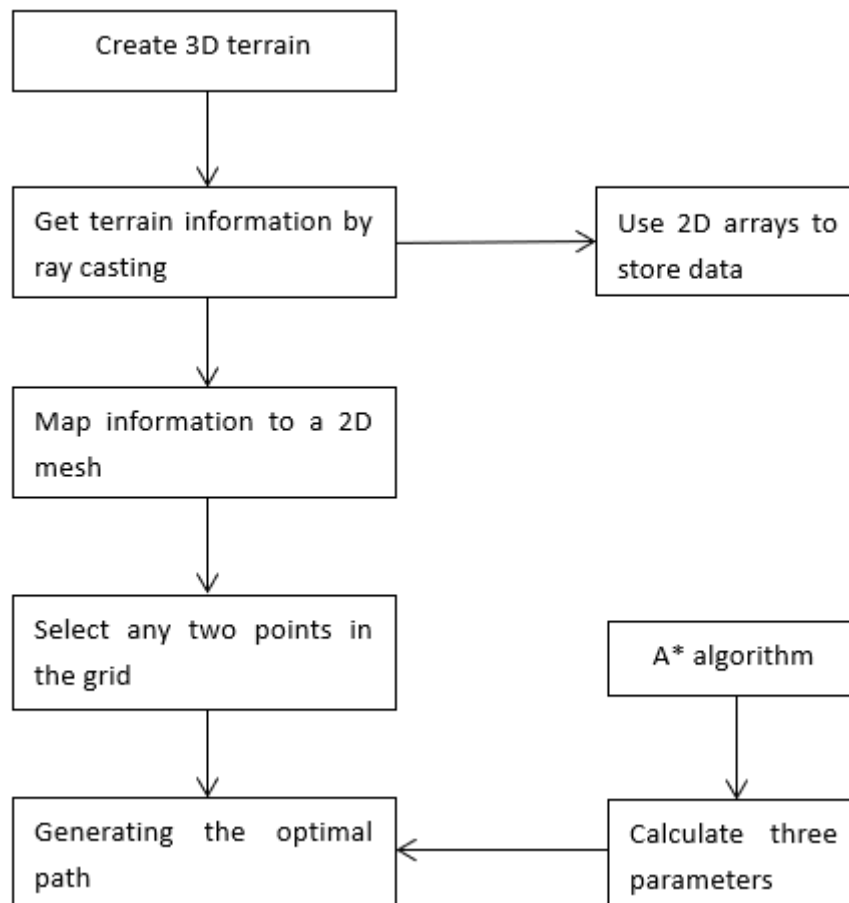 Create 3D terrain
Get terrain information by
ray casting
Use 2D arrays to
store data
Map information to a 2D
mesh
Select any two points in
the grid
A* algorithm
Generating the optimal
path
Calculate three
parameters